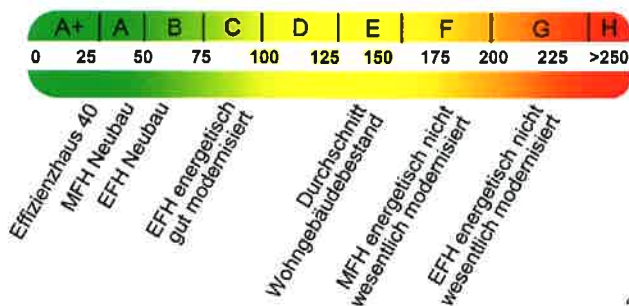 A+ A B C D E F G H
0 25 50 75 100 125 150 175 200 225 >250
Effizienzhaus 40
MFH Neubau
EFH Neubau
EFH energetisch
gut modernisiert
Durchschnitt
Wohngebäudebestand
MFH energetisch nicht
wesentlich modernisiert
EFH energetisch nicht
wesentlich modernisiert